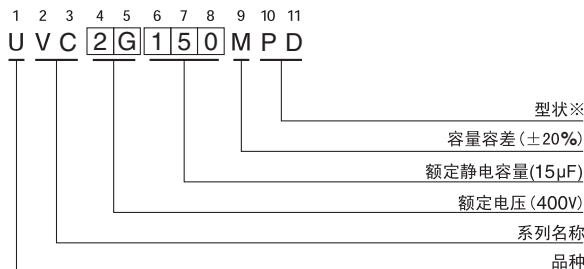 1 2 3 4 5 6 7 8 9 10 11
U V C 2 G 1 5 0 M P D
型状※
容量容差(±20%)
额定静电容量(15μF)
额定电压(400V)
系列名称
品种